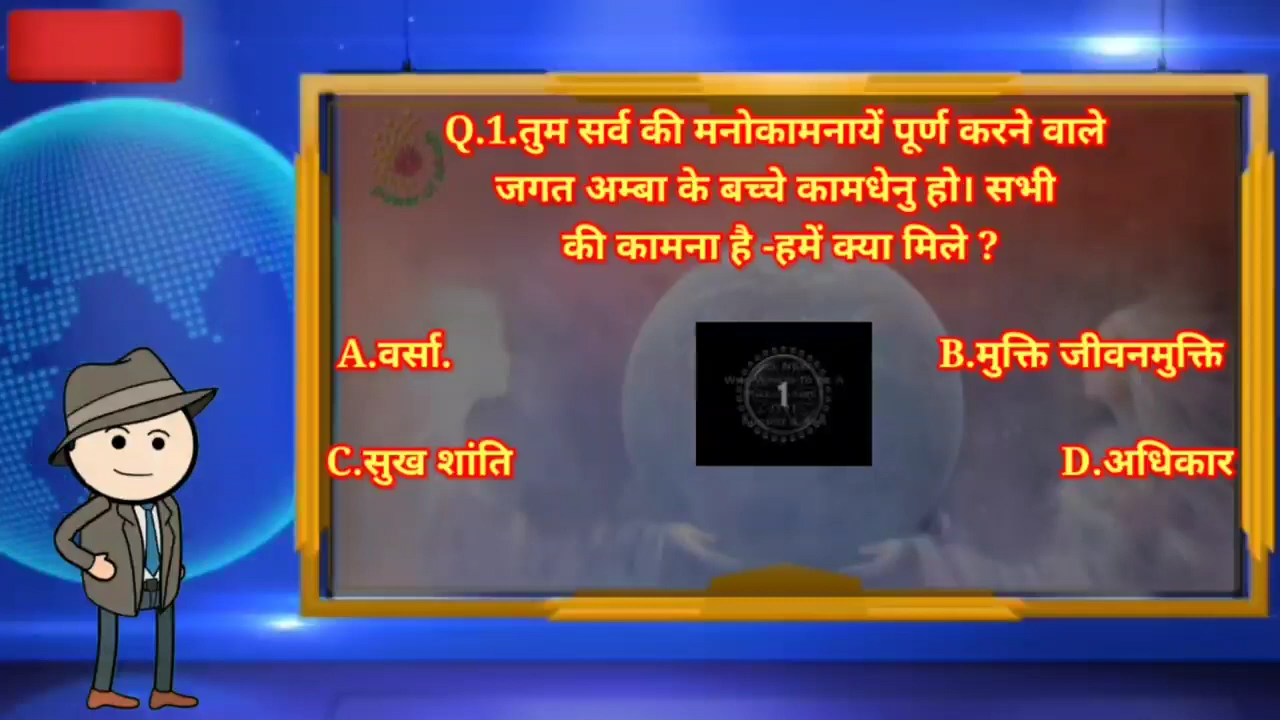 Q.1.तुम सर्व की मनोकामनायें पूर्ण करने वाले
जगत अम्बा के बच्चे कामधेनु हो। सभी
की कामना है -हमें क्या मिले ?
A.वर्सा.
B.मुक्ति जीवनमुक्ति
1
C.सुख शांति
D.अधिकार